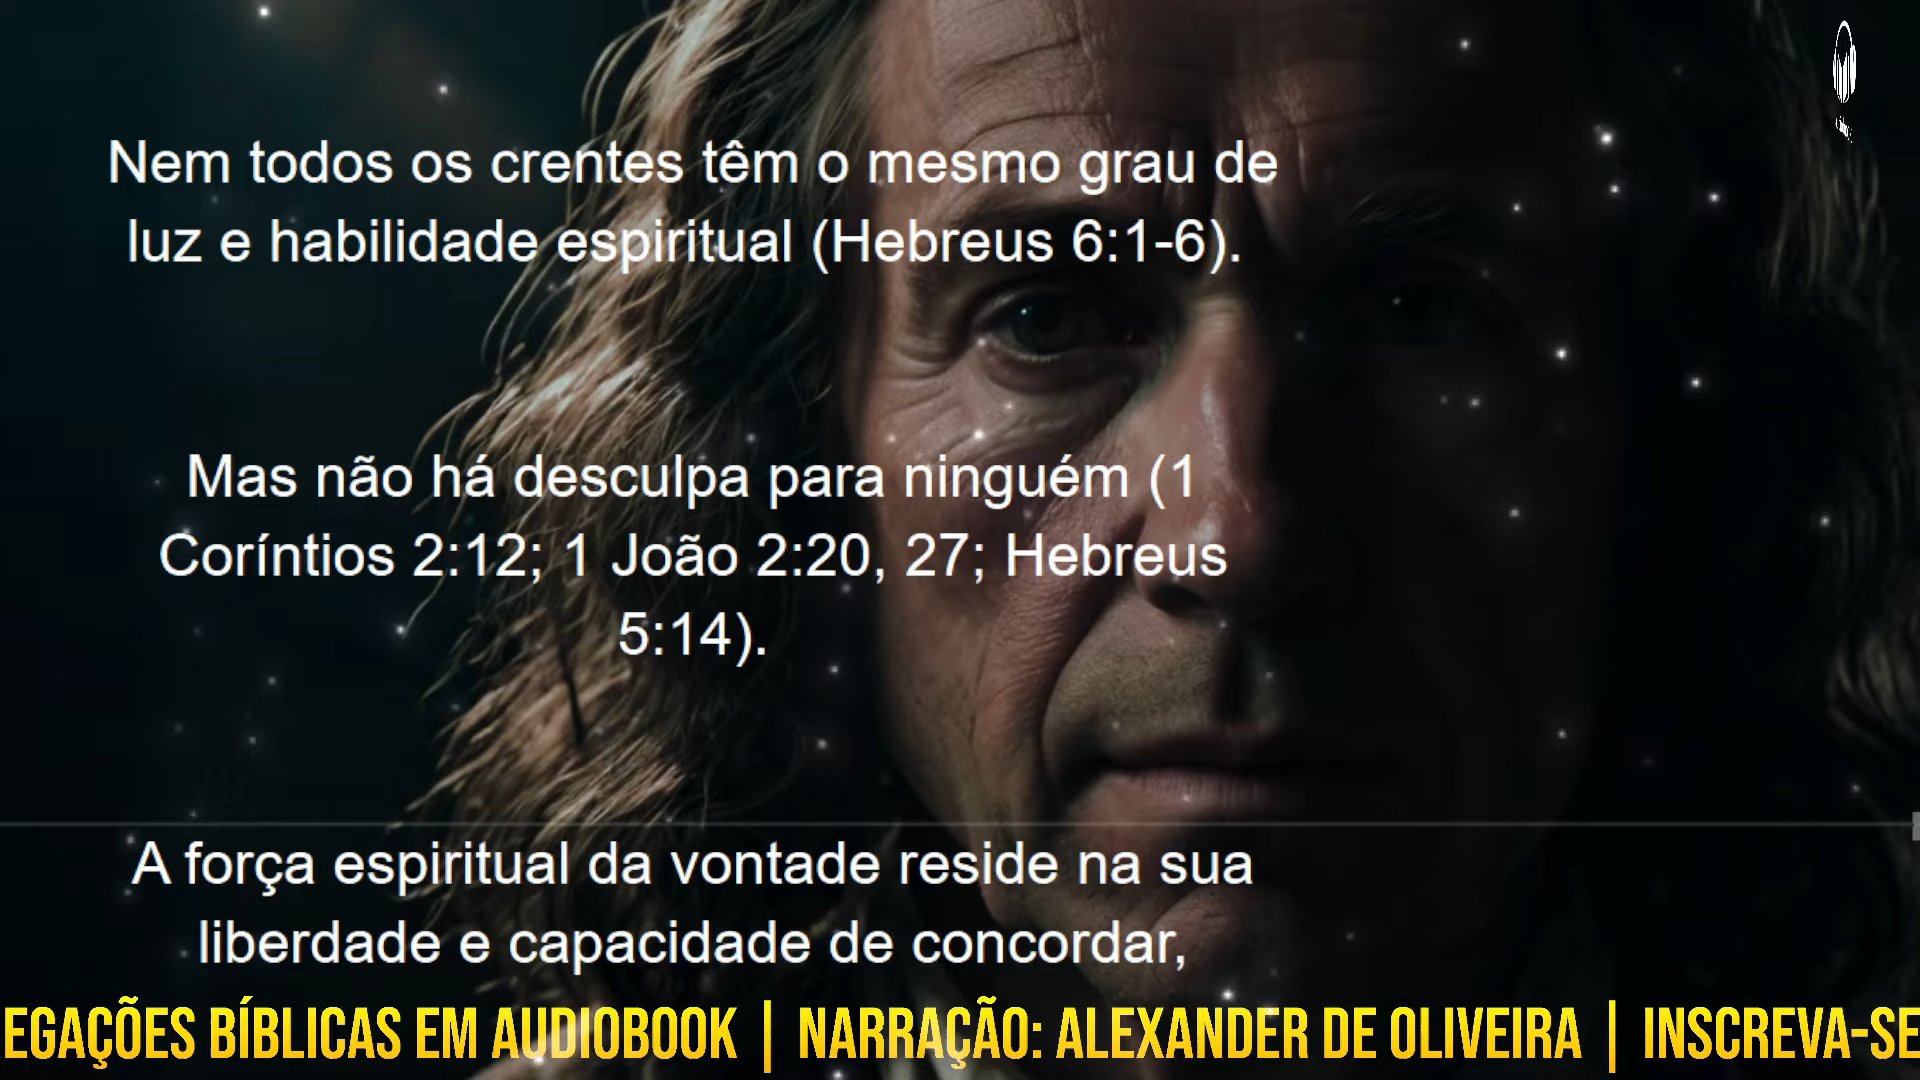 Nem todos os crentes têm o mesmo grau de
luz e habilidade espiritual (Hebreus 6:1-6).
Mas não há desculpa para ninguém (1
Coríntios 2:12; 1 João 2:20, 27; Hebreus
5:14).
A força espiritual da vontade reside na sua
liberdade e capacidade de concordar,
EGAÇÕES BÍBLICAS EM AUDIOBOOK | NARRAÇÃO: ALEXANDER DE OLIVEIRA | INSCREVA-SE